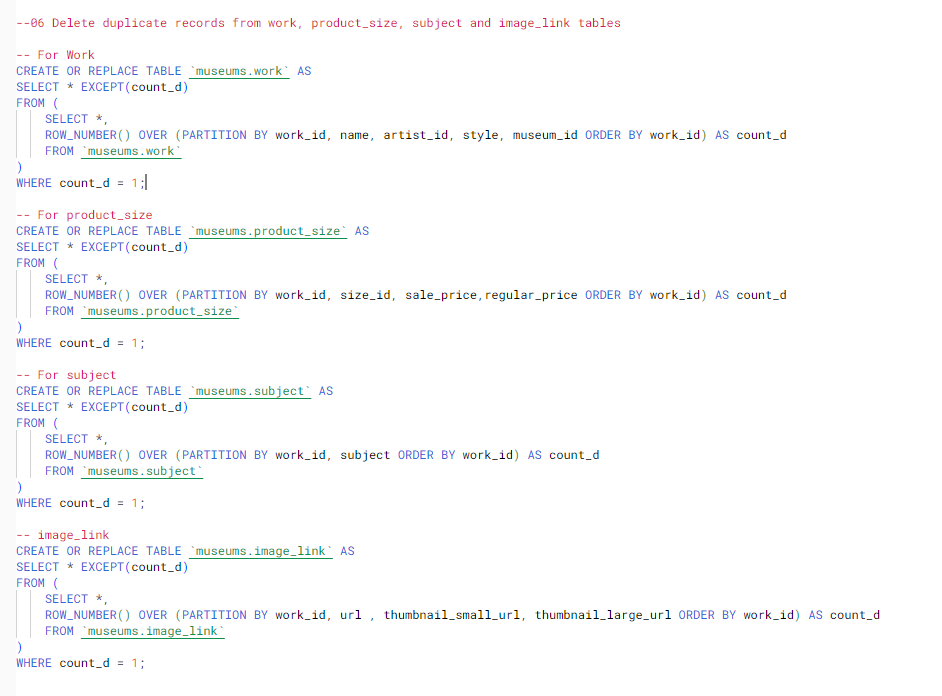 --06 Delete duplicate records from work, product_size, subject and image_link tables
-- For Work
CREATE OR REPLACE TABLE `museums.work` AS
SELECT * EXCEPT(count_d)
FROM (
SELECT *,
ROW_NUMBER() OVER (PARTITION BY work_id, name, artist_id, style, museum_id ORDER BY work_id) AS count_d
FROM `museums.work`
)
WHERE count_d = 1;
-- For product_size
CREATE OR REPLACE TABLE `museums.product_size` AS
SELECT * EXCEPT(count_d)
FROM (
SELECT *,
ROW_NUMBER() OVER (PARTITION BY work_id, size_id, sale_price,regular_price ORDER BY work_id) AS count_d
FROM `museums.product_size`
)
WHERE count_d = 1;
-- For subject
CREATE OR REPLACE TABLE `museums.subject` AS
SELECT * EXCEPT(count_d)
FROM (
SELECT *,
ROW_NUMBER() OVER (PARTITION BY work_id, subject ORDER BY work_id) AS count_d
FROM `museums.subject`
)
WHERE count_d = 1;
-- image_link
CREATE OR REPLACE TABLE `museums.image_link` AS
SELECT * EXCEPT(count_d)
FROM (
SELECT *,
ROW_NUMBER() OVER (PARTITION BY work_id, url , thumbnail_small_url, thumbnail_large_url ORDER BY work_id) AS count_d
FROM `museums.image_link`
)
WHERE count_d = 1;